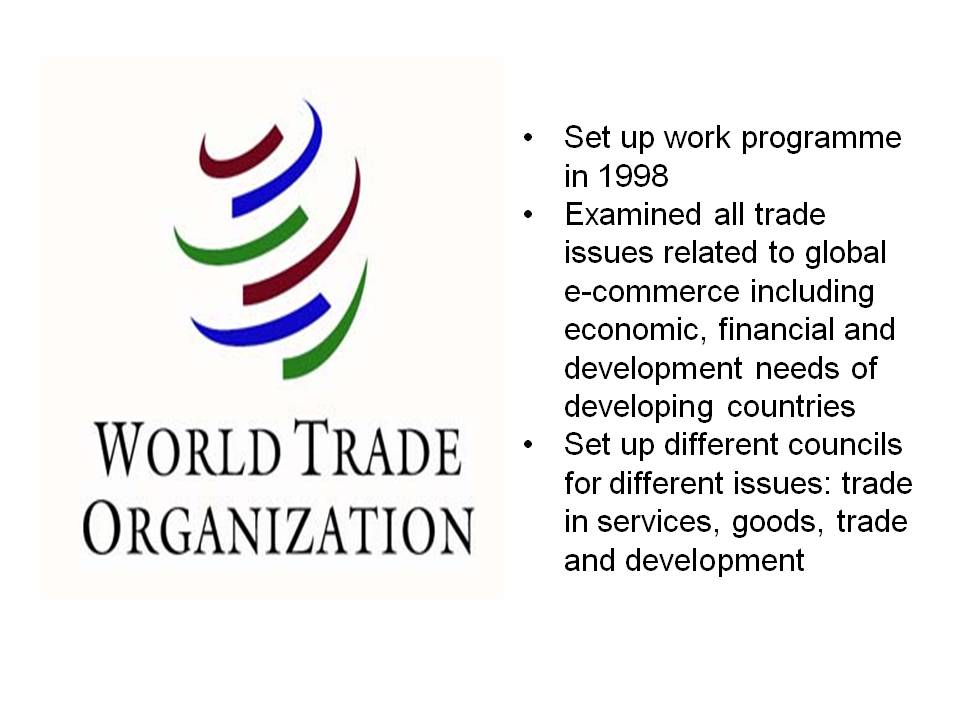 WORLD TRADE
ORGANIZATION
• Set up work programme
in 1998
• Examined all trade
issues related to global
e-commerce including
economic, financial and
development needs of
developing countries
• Set up different councils
for different issues: trade
in services, goods, trade
and development